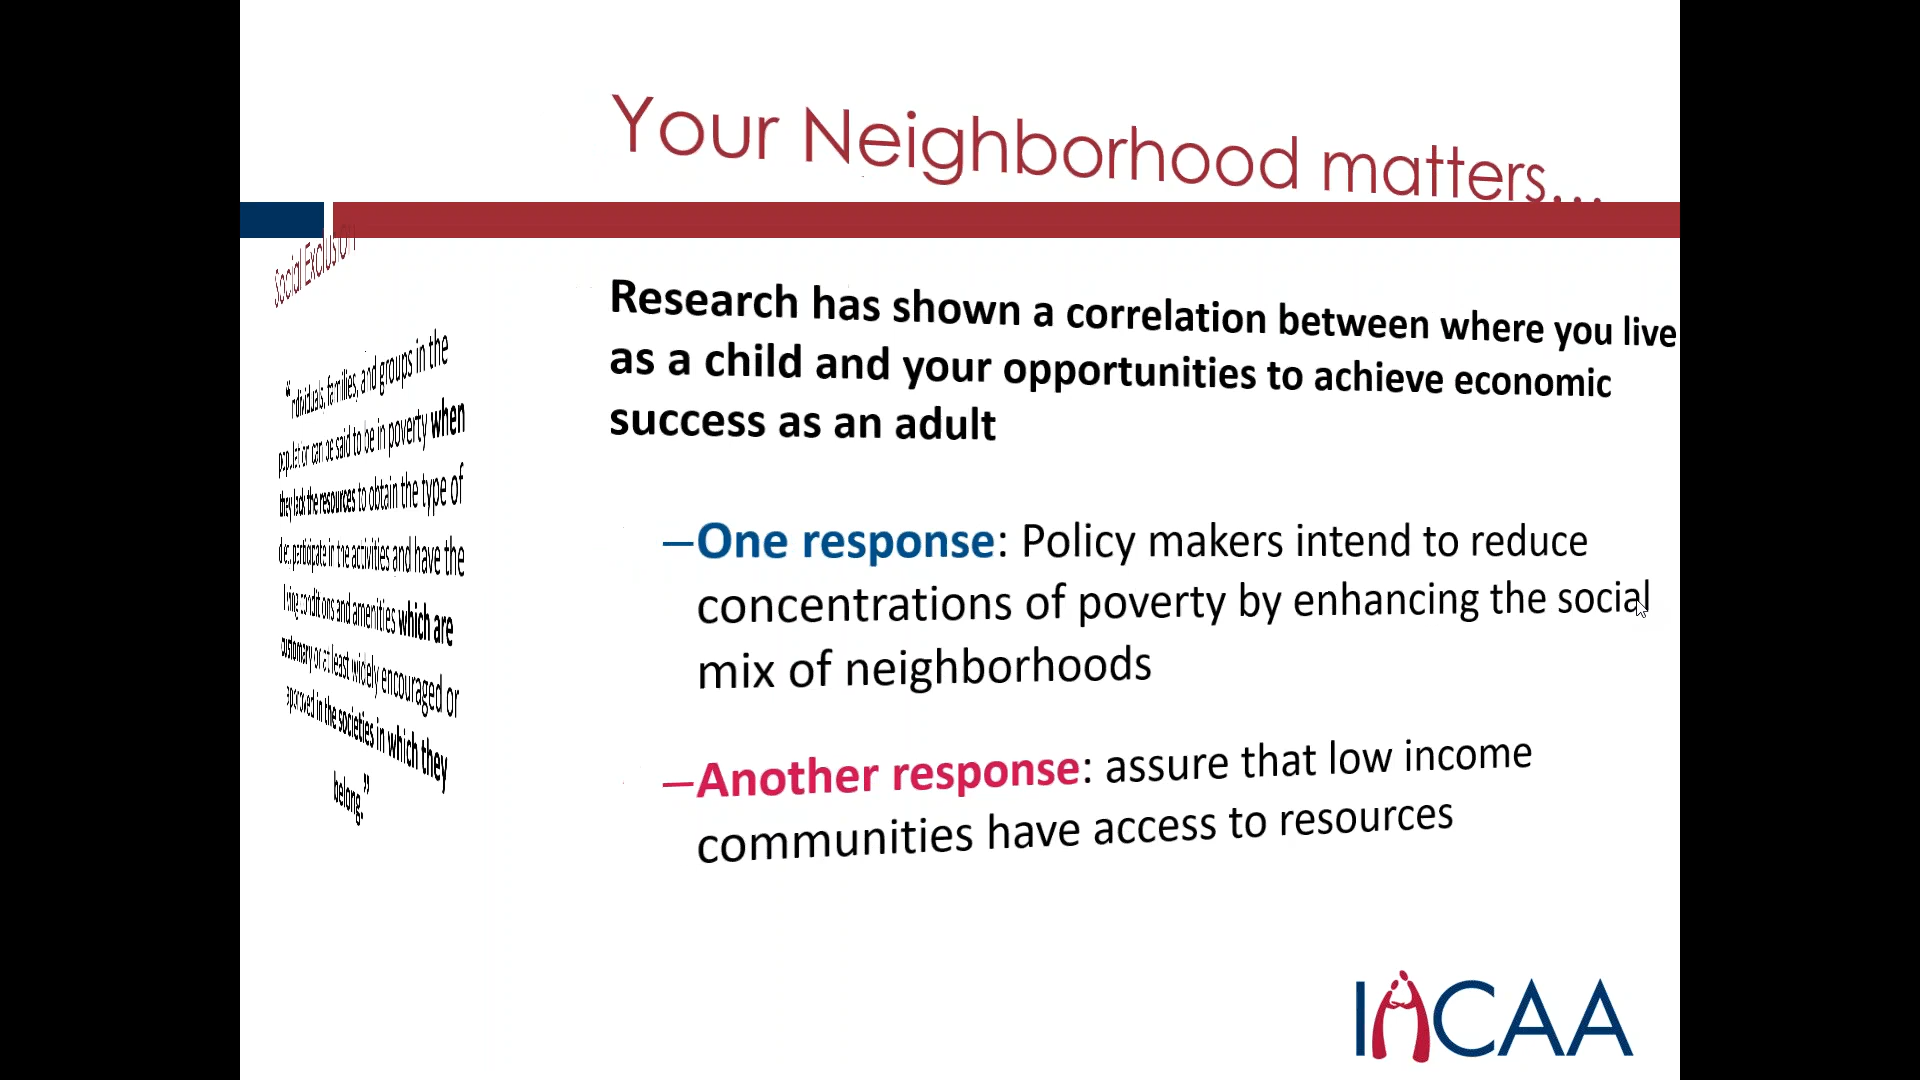 Your Neighborhood matters...
Social Exclusion
"Individuals, families, and groups in the
population can be said to be in poverty when
they lack the resources to obtain the type of
diet, participate in the activities and have the
living conditions and amenities which are
customary or at least widely encouraged or
approved in the societies in which they
belong."
Research has shown a correlation between where you live
as a child and your opportunities to achieve economic
success as an adult
–One response: Policy makers intend to reduce
concentrations of poverty by enhancing the social
mix of neighborhoods
–Another response: assure that low income
communities have access to resources
IACAA